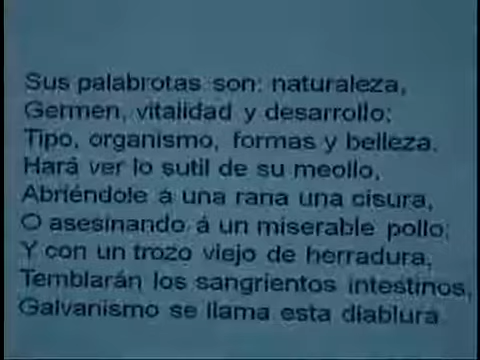 Sus palabrotas son: naturaleza,
Germen, vitalidad y desarrollo:
Tipo, organismo, formas y belleza.
Hará ver lo sutil de su meollo,
Abriéndole á una rana una cisura,
O asesinando á un miserable pollo:
Y con un trozo viejo de herradura,
Temblarán los sangrientos intestinos,
Galvanismo se llama esta diablura